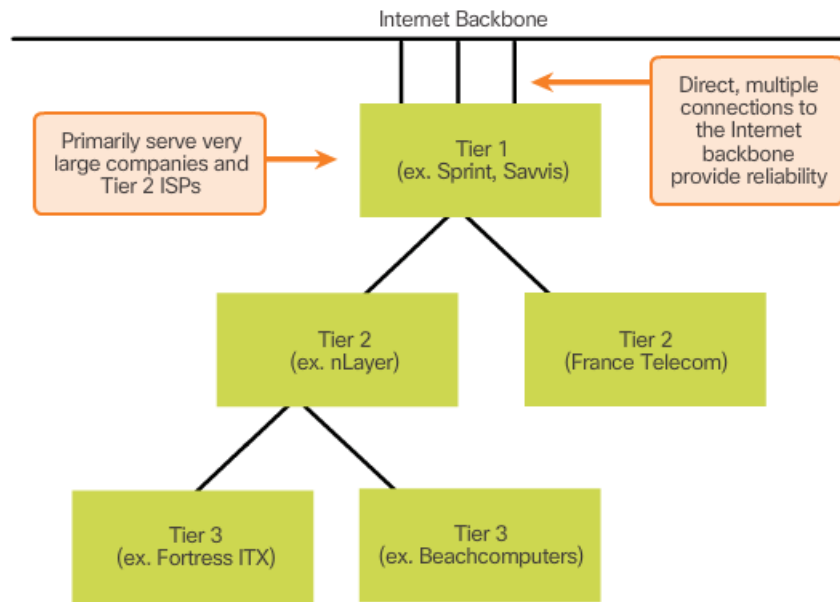 Internet Backbone
Primarily serve very
large companies and
Tier 2 ISPs
Tier 1
(ex. Sprint, Savvis)
Direct, multiple
connections to
the Internet
backbone
provide reliability
Tier 2
(ex. nLayer)
Tier 2
(France Telecom)
Tier 3
(ex. Fortress ITX)
Tier 3
(ex. Beachcomputers)